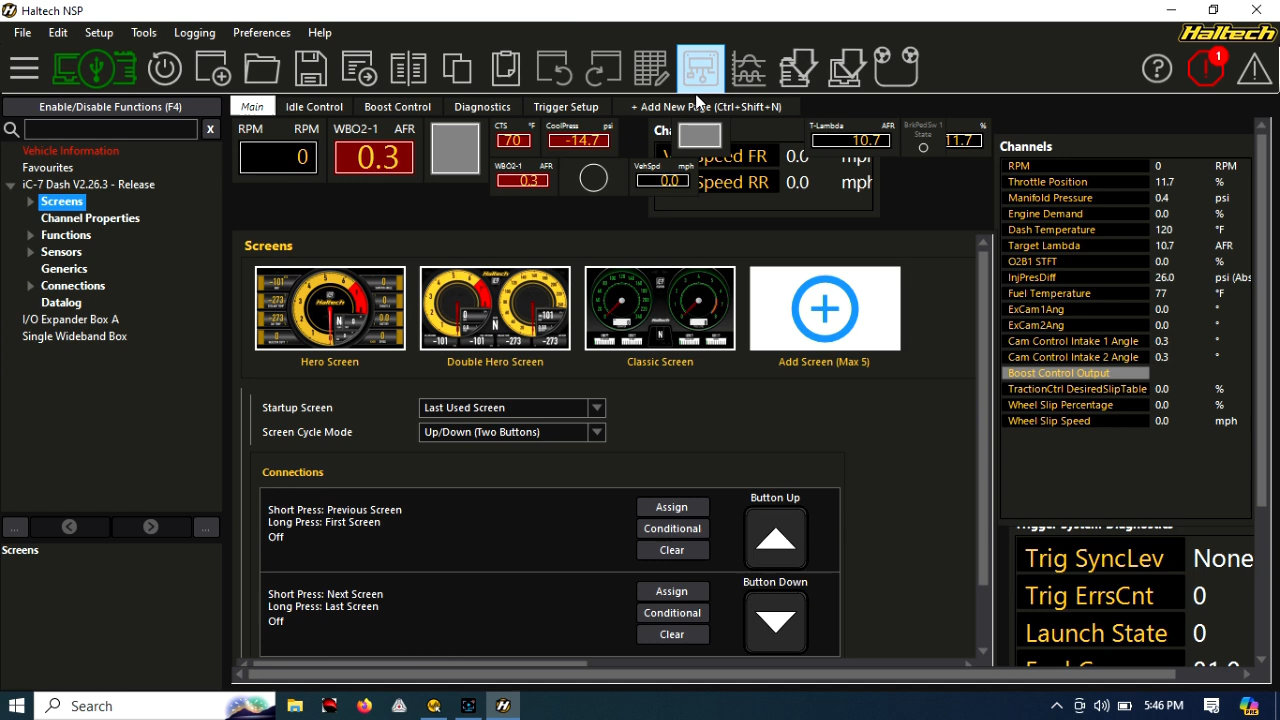 Haltech NSP
File Edit Setup Tools Logging Preferences Help
Haltech
1
Enable/Disable Functions (F4)
Main Idle Control Boost Control Diagnostics Trigger Setup + Add New Page (Ctrl+Shift+N)
X
Vehicle Information
Favourites
iC-7 Dash V2.26.3 - Release
Screens
Channel Properties
Functions
Sensors
Generics
Connections
Datalog
I/O Expander Box A
Single Wideband Box
... ...
Screens
RPM RPM
0
WBO2-1 AFR
0.3
CTS °F
70
CoolPress psi
-14.7
WBO2-1 AFR
0.3
VehSpd mph
0.0
Speed FR 0.0
Speed RR 0.0 mph
T-Lambda AFR
10.7
BrkPedSw 1
State
%
11.7
Screens
Hero Screen Double Hero Screen Classic Screen Add Screen (Max 5)
Startup Screen Last Used Screen
Screen Cycle Mode Up/Down (Two Buttons)
Connections
Short Press: Previous Screen
Long Press: First Screen
Off
Assign
Conditional
Clear
Button Up
Short Press: Next Screen
Long Press: Last Screen
Off
Assign
Conditional
Clear
Button Down
Channels
RPM 0 RPM
Throttle Position 11.7 %
Manifold Pressure 0.4 psi
Engine Demand 0.0 %
Dash Temperature 120 °F
Target Lambda 10.7 AFR
O2B1 STFT 0.0 %
InjPresDiff 26.0 psi (Abs
Fuel Temperature 77 °F
ExCam1Ang 0.0 °
ExCam2Ang 0.0 °
Cam Control Intake 1 Angle 0.3 °
Cam Control Intake 2 Angle 0.3 °
Boost Control Output
TractionCtrl DesiredSlipTable 0.0 %
Wheel Slip Percentage 0.0 %
Wheel Slip Speed 0.0 mph
Trigger System Diagnostics
Trig SyncLev None
Trig ErrsCnt 0
Launch State 0
Search
5:46 PM
PRE